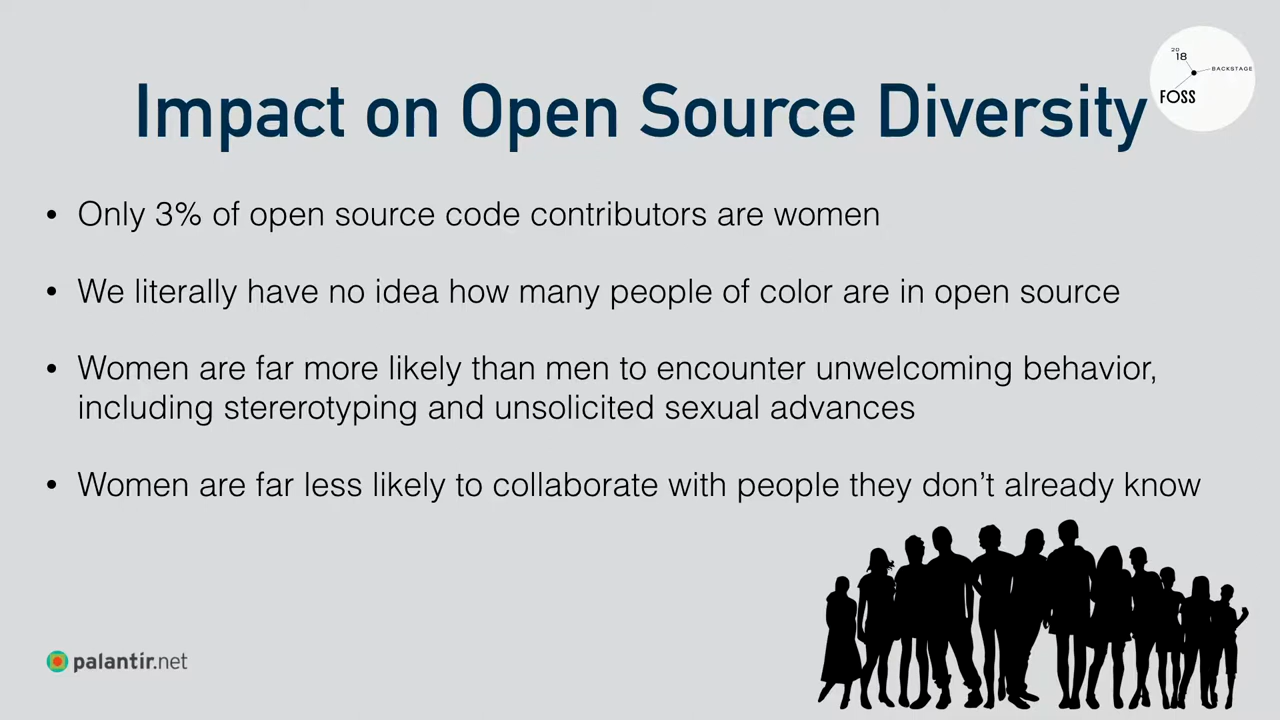 Impact on Open Source Diversity
20
18
BACKSTAGE
FOSS
• Only 3% of open source code contributors are women
• We literally have no idea how many people of color are in open source
• Women are far more likely than men to encounter unwelcoming behavior,
including stererotyping and unsolicited sexual advances
• Women are far less likely to collaborate with people they don’t already know
palantir.net